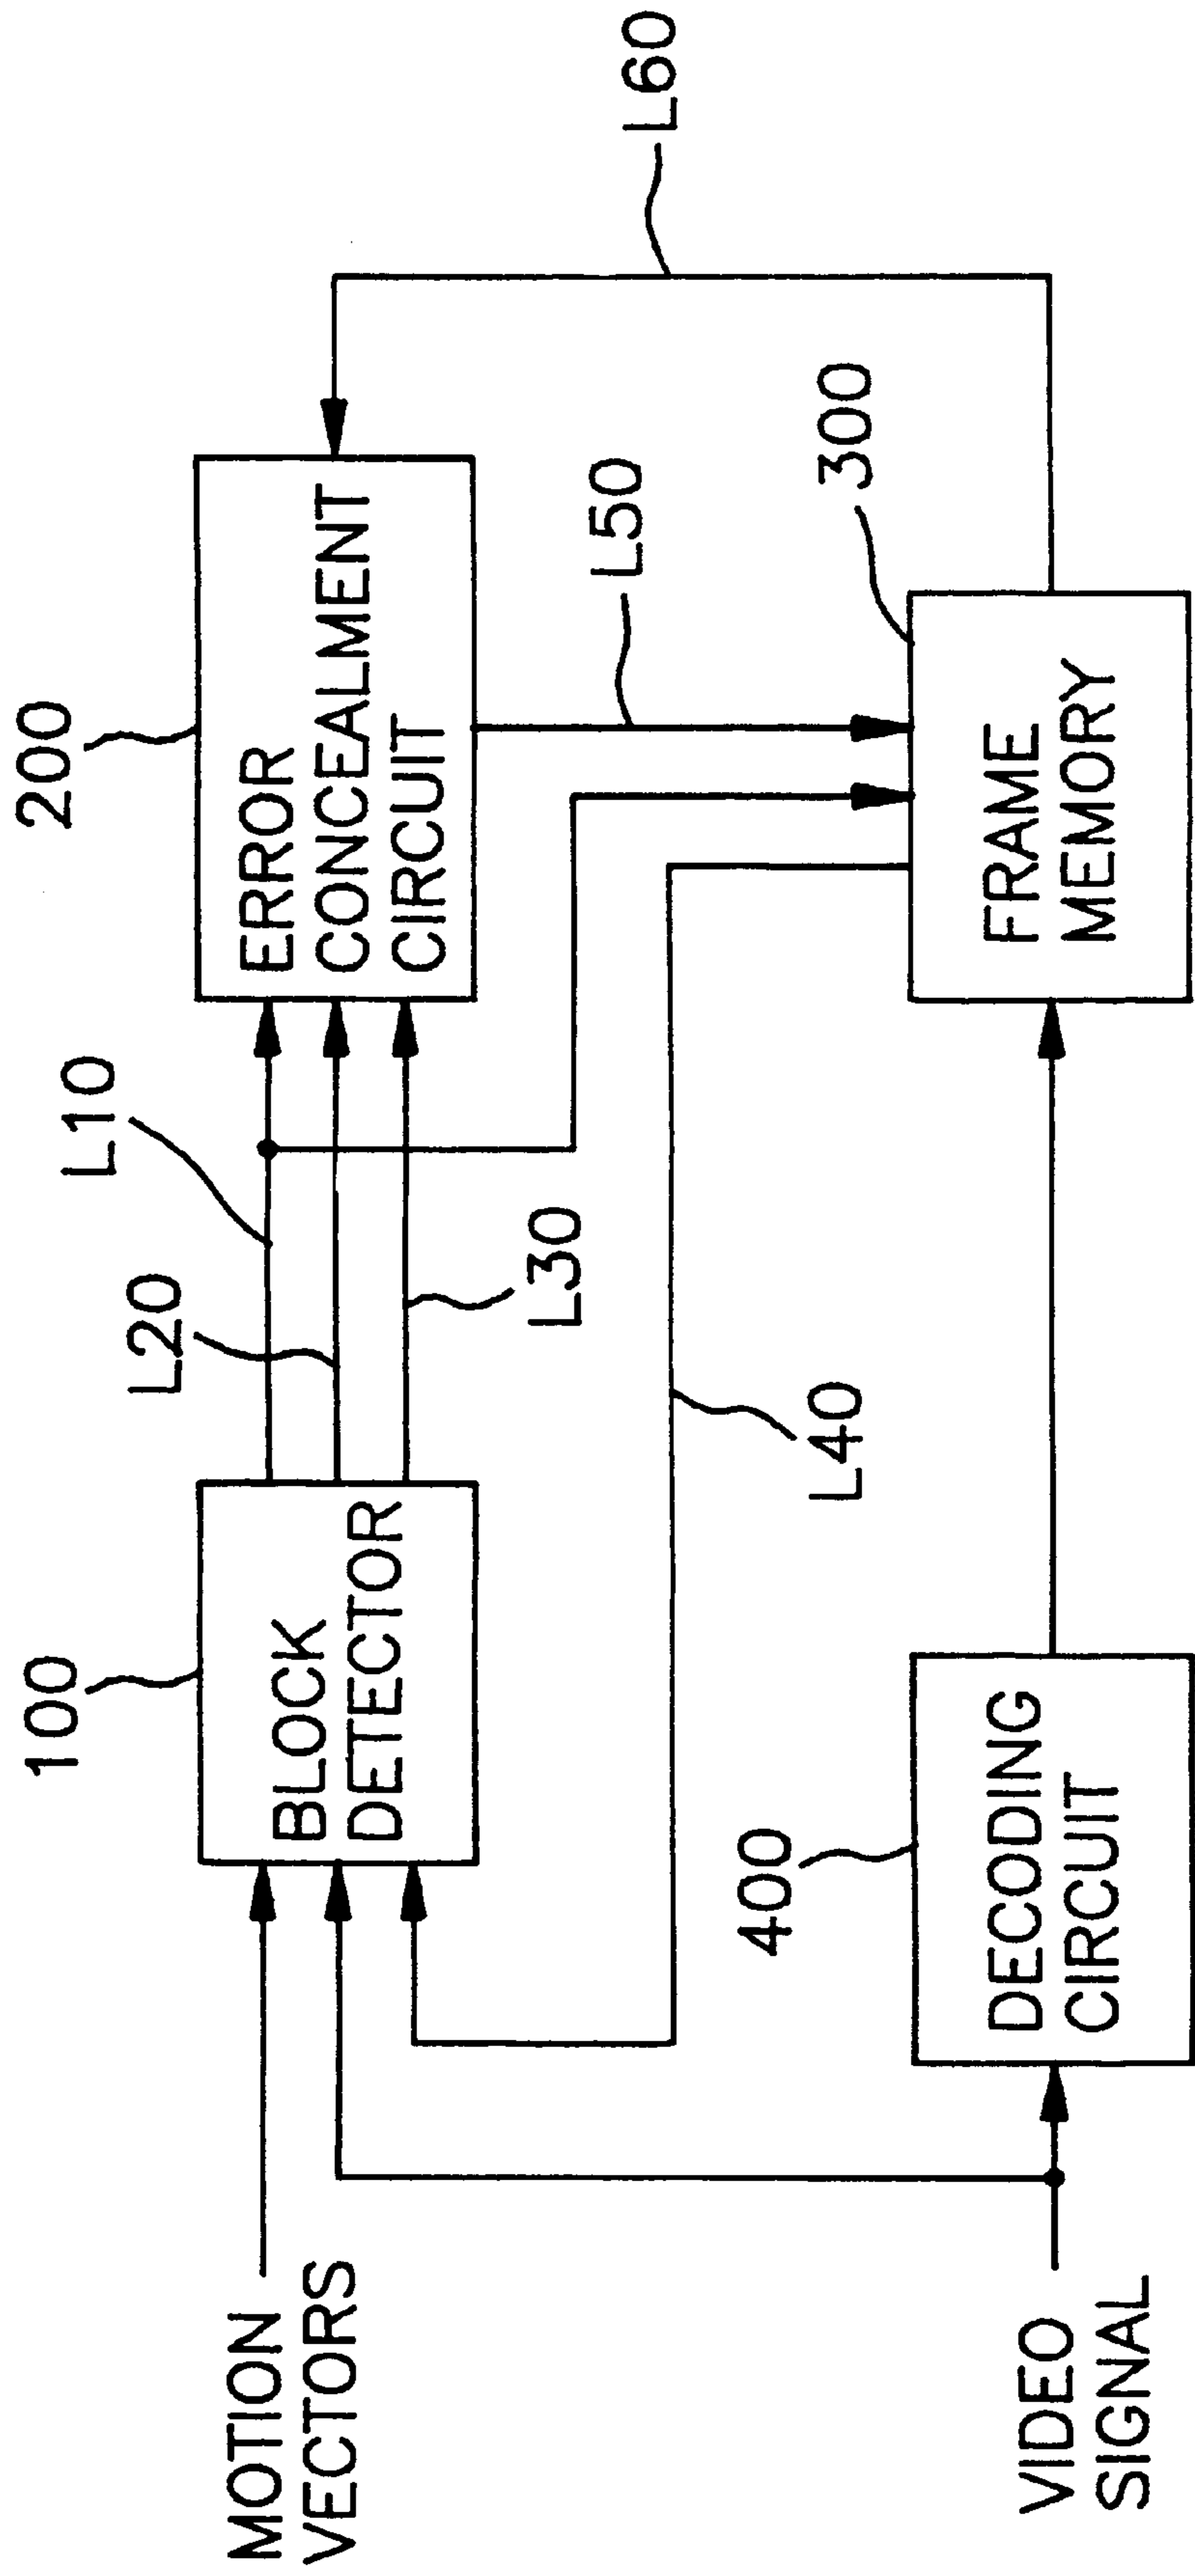 100
BLOCK
DETECTOR
L20
L10
L30
200
ERROR
CONCEALMENT
CIRCUIT
L60
L40
L50
MOTION
VECTORS
400
DECODING
CIRCUIT
300
FRAME
MEMORY
VIDEO
SIGNAL